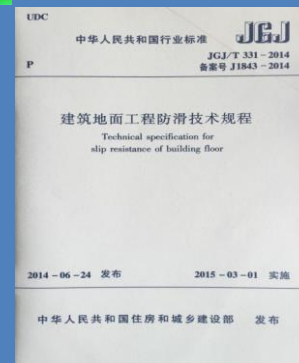 UDC
中华人民共和国行业标准 JGJ
JGJ/T 331-2014
P 备案号 J1843-2014
建筑地面工程防滑技术规程
Technical specification for
slip resistance of building floor
2014-06-24 发布 2015-03-01 实施
中华人民共和国住房和城乡建设部 发布